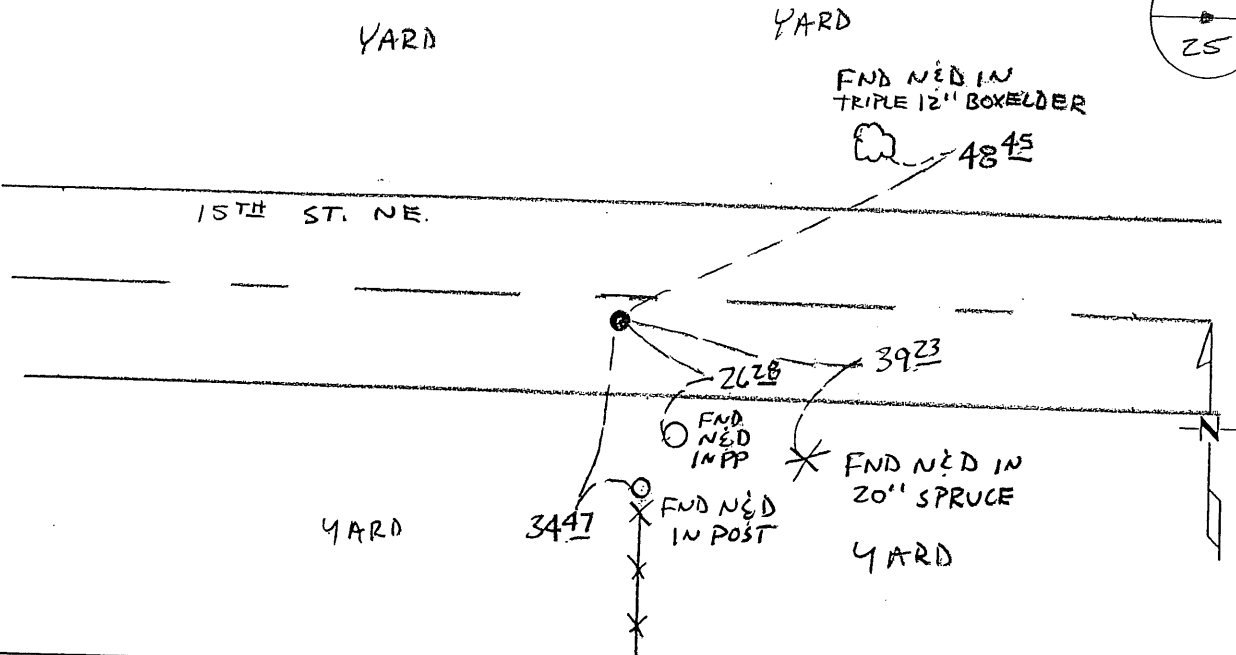 YARD
YARD
25
FND N&D IN
TRIPLE 12" BOXELDER
48 45
15TH ST. NE.
39 23
26 28
FND
N&D
IN PP
FND N&D IN
20" SPRUCE
N
34 47
FND N&D
IN POST
YARD
YARD